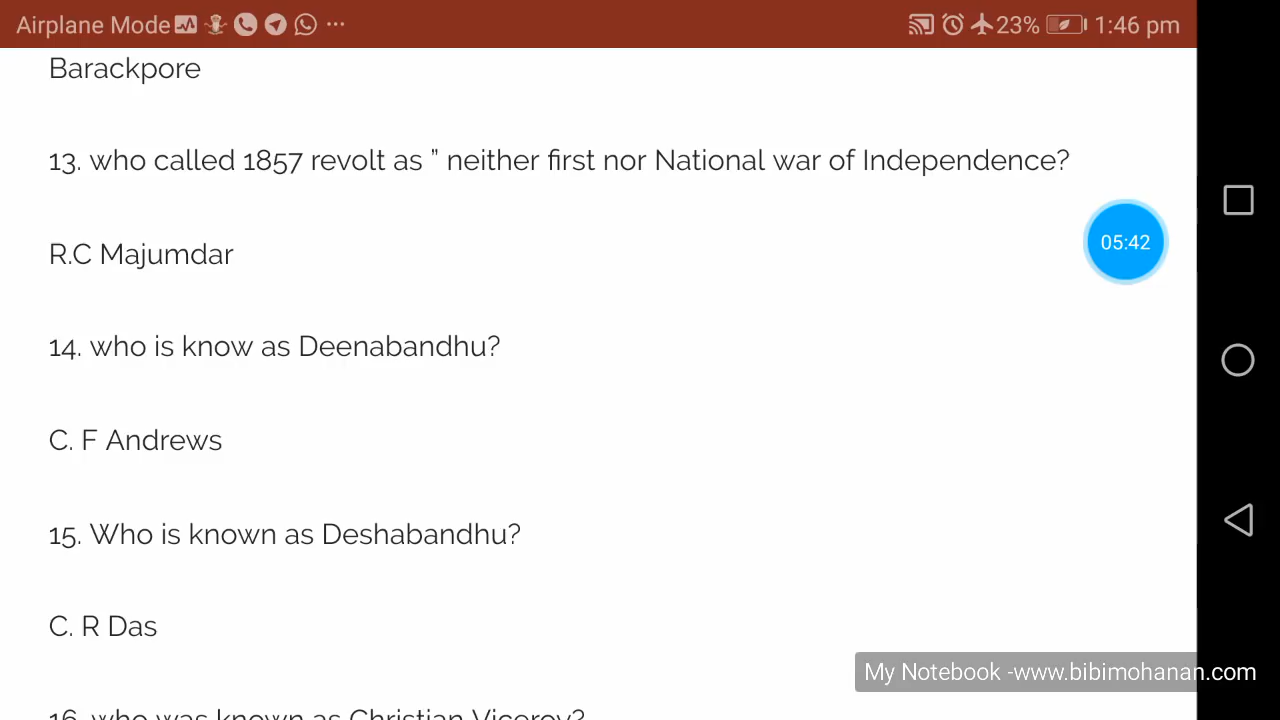 Airplane Mode ... 23% 1:46 pm
Barackpore
13. who called 1857 revolt as ” neither first nor National war of Independence?
05:42
R.C Majumdar
14. who is know as Deenabandhu?
C. F Andrews
15. Who is known as Deshabandhu?
C. R Das
My Notebook -www.bibimohanan.com
16. who was known as Christian Viceroy?